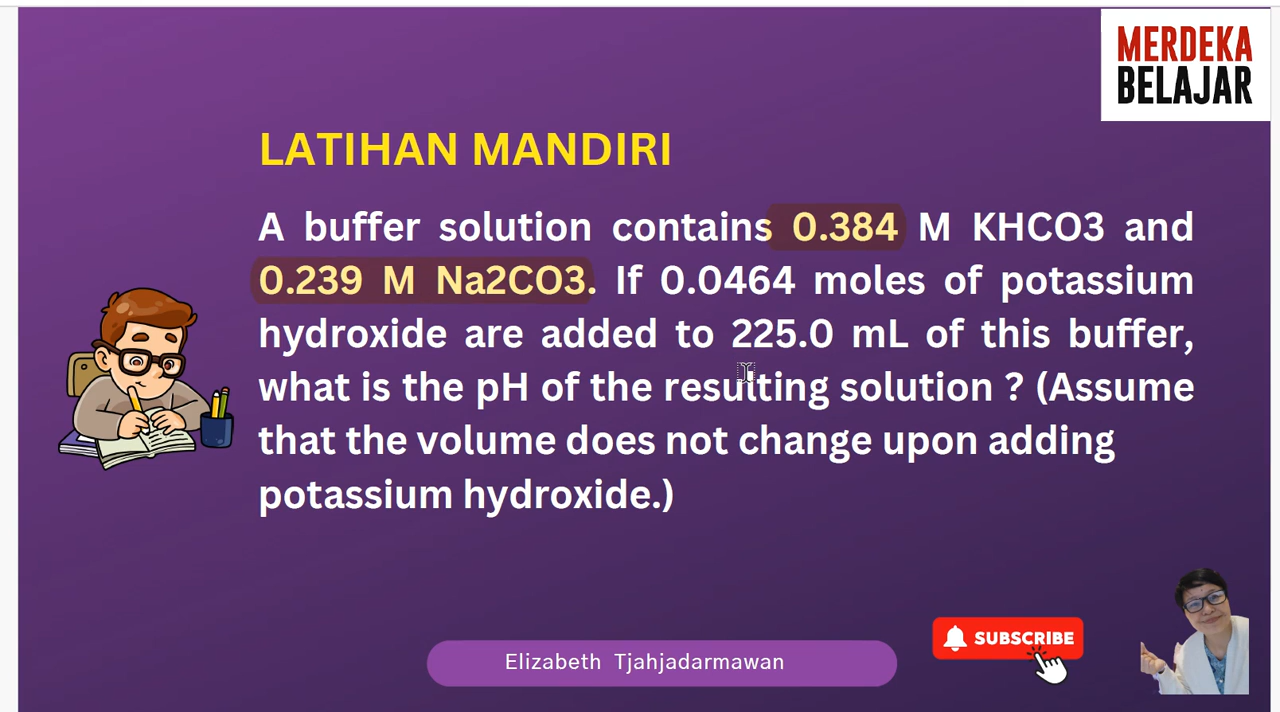 MERDEKA
BELAJAR
LATIHAN MANDIRI
A buffer solution contains 0.384 M KHCO3 and
0.239 M Na2CO3. If 0.0464 moles of potassium
hydroxide are added to 225.0 mL of this buffer,
what is the pH of the resulting solution ? (Assume
that the volume does not change upon adding
potassium hydroxide.)
SUBSCRIBE
Elizabeth Tjahjadarmawan